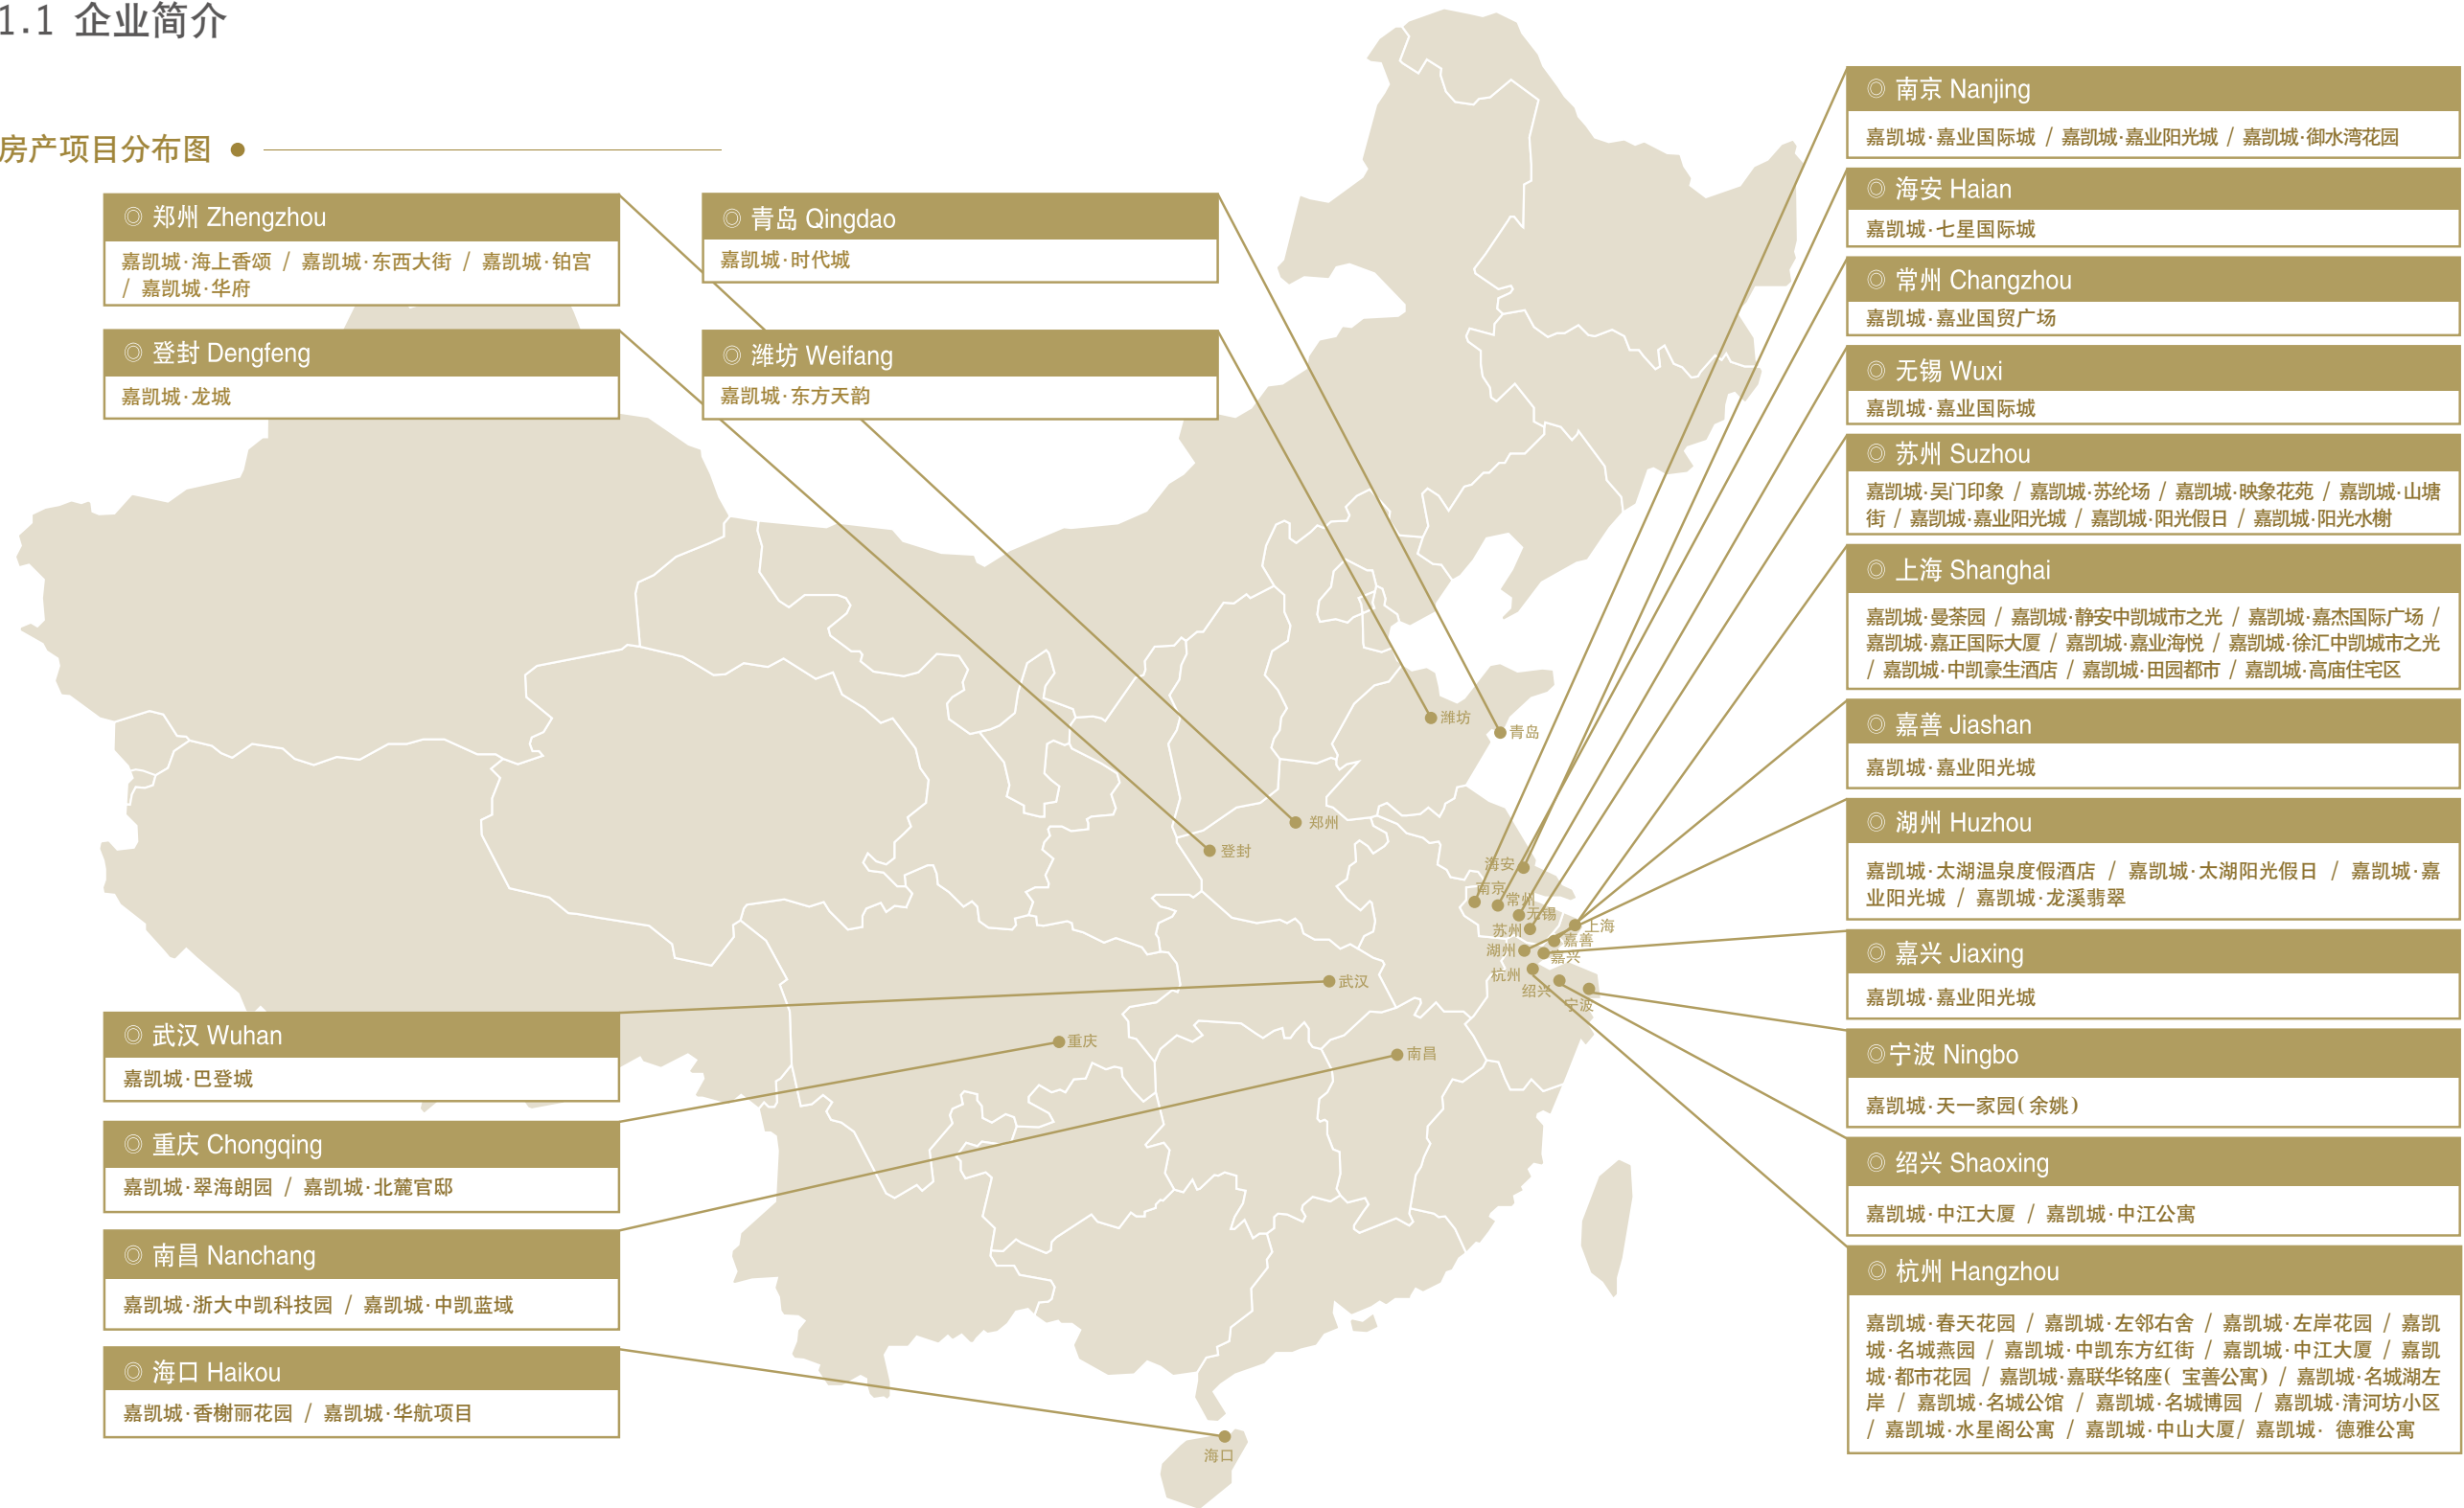 1.1 企业简介
房产项目分布图
◎ 郑州 Zhengzhou
嘉凯城·海上香颂 / 嘉凯城·东西大街 / 嘉凯城·铂宫
/ 嘉凯城·华府
◎ 登封 Dengfeng
嘉凯城·龙城
◎ 青岛 Qingdao
嘉凯城·时代城
◎ 潍坊 Weifang
嘉凯城·东方天韵
◎ 武汉 Wuhan
嘉凯城·巴登城
◎ 重庆 Chongqing
嘉凯城·翠海朗园 / 嘉凯城·北麓官邸
◎ 南昌 Nanchang
嘉凯城·浙大中凯科技园 / 嘉凯城·中凯蓝域
◎ 海口 Haikou
嘉凯城·香榭丽花园 / 嘉凯城·华航项目
潍坊
青岛
郑州
登封
海安
南京
常州
无锡
苏州
上海
嘉善
湖州
嘉兴
杭州
绍兴
宁波
武汉
重庆
南昌
海口
◎ 南京 Nanjing
嘉凯城·嘉业国际城 / 嘉凯城·嘉业阳光城 / 嘉凯城·御水湾花园
◎ 海安 Haian
嘉凯城·七星国际城
◎ 常州 Changzhou
嘉凯城·嘉业国贸广场
◎ 无锡 Wuxi
嘉凯城·嘉业国际城
◎ 苏州 Suzhou
嘉凯城·吴门印象 / 嘉凯城·苏纶场 / 嘉凯城·映象花苑 / 嘉凯城·山塘
街 / 嘉凯城·嘉业阳光城 / 嘉凯城·阳光假日 / 嘉凯城·阳光水榭
◎ 上海 Shanghai
嘉凯城·曼荼园 / 嘉凯城·静安中凯城市之光 / 嘉凯城·嘉杰国际广场 /
嘉凯城·嘉正国际大厦 / 嘉凯城·嘉业海悦 / 嘉凯城·徐汇中凯城市之光
/ 嘉凯城·中凯豪生酒店 / 嘉凯城·田园都市 / 嘉凯城·高庙住宅区
◎ 嘉善 Jiashan
嘉凯城·嘉业阳光城
◎ 湖州 Huzhou
嘉凯城·太湖温泉度假酒店 / 嘉凯城·太湖阳光假日 / 嘉凯城·嘉
业阳光城 / 嘉凯城·龙溪翡翠
◎ 嘉兴 Jiaxing
嘉凯城·嘉业阳光城
◎宁波 Ningbo
嘉凯城·天一家园(余姚)
◎ 绍兴 Shaoxing
嘉凯城·中江大厦 / 嘉凯城·中江公寓
◎ 杭州 Hangzhou
嘉凯城·春天花园 / 嘉凯城·左邻右舍 / 嘉凯城·左岸花园 / 嘉凯
城·名城燕园 / 嘉凯城·中凯东方红街 / 嘉凯城·中江大厦 / 嘉凯
城·都市花园 / 嘉凯城·嘉联华铭座( 宝善公寓) / 嘉凯城·名城湖左
岸 / 嘉凯城·名城公馆 / 嘉凯城·名城博园 / 嘉凯城·清河坊小区
/ 嘉凯城·水星阁公寓 / 嘉凯城·中山大厦/ 嘉凯城· 德雅公寓